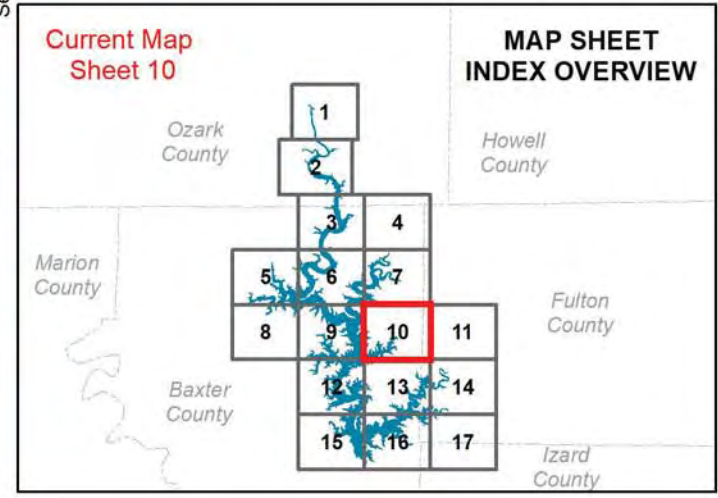 Current Map
Sheet 10
MAP SHEET
INDEX OVERVIEW
1
Ozark
County
Howell
County
2
3
4
Marion
County
5
6
7
Fulton
County
8
9
10
11
Baxter
County
12
13
14
15
16
17
Izard
County